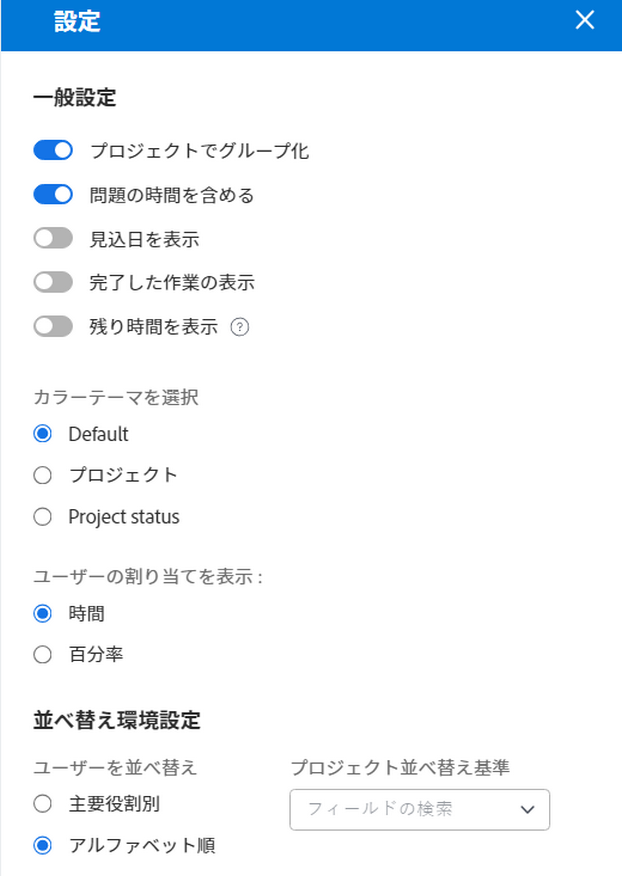 設定
一般設定
プロジェクトでグループ化
問題の時間を含める
見込日を表示
完了した作業の表示
残り時間を表示 ?
カラーテーマを選択
Default
プロジェクト
Project status
ユーザーの割り当てを表示 :
時間
百分率
並べ替え環境設定
ユーザーを並べ替え
主要役割別
アルファベット順
プロジェクト並べ替え基準
フィールドの検索